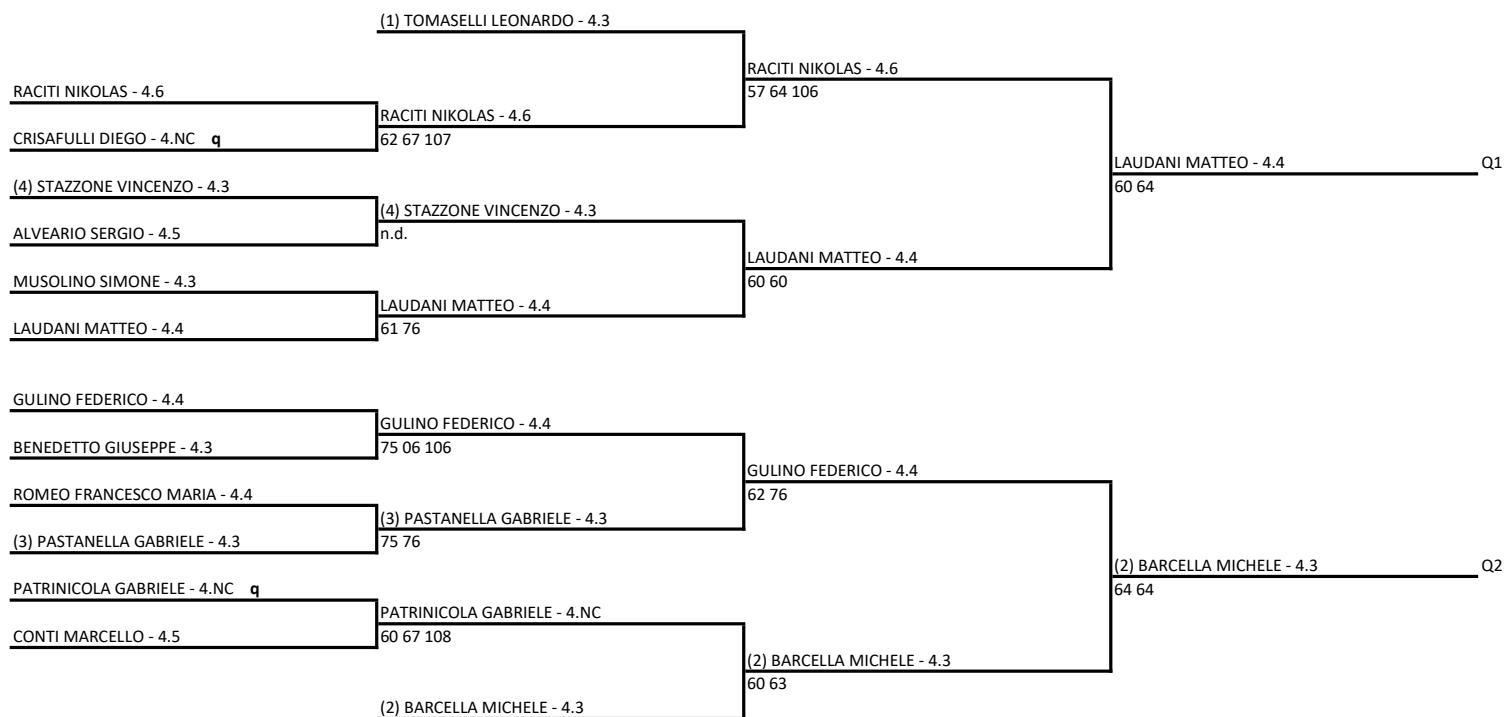 (1) TOMASELLI LEONARDO - 4.3
RACITI NIKOLAS - 4.6
57 64 106
RACITI NIKOLAS - 4.6
RACITI NIKOLAS - 4.6
62 67 107
CRISAFULLI DIEGO - 4.NC q
LAUDANI MATTEO - 4.4 Q1
60 64
(4) STAZZONE VINCENZO - 4.3
(4) STAZZONE VINCENZO - 4.3
n.d.
ALVEARIO SERGIO - 4.5
LAUDANI MATTEO - 4.4
60 60
MUSOLINO SIMONE - 4.3
LAUDANI MATTEO - 4.4
61 76
LAUDANI MATTEO - 4.4
GULINO FEDERICO - 4.4
GULINO FEDERICO - 4.4
75 06 106
BENEDETTO GIUSEPPE - 4.3
GULINO FEDERICO - 4.4
62 76
ROMEO FRANCESCO MARIA - 4.4
(3) PASTANELLA GABRIELE - 4.3
75 76
(3) PASTANELLA GABRIELE - 4.3
(2) BARCELLA MICHELE - 4.3 Q2
64 64
PATRINICOLA GABRIELE - 4.NC q
PATRINICOLA GABRIELE - 4.NC
60 67 108
CONTI MARCELLO - 4.5
(2) BARCELLA MICHELE - 4.3
60 63
(2) BARCELLA MICHELE - 4.3